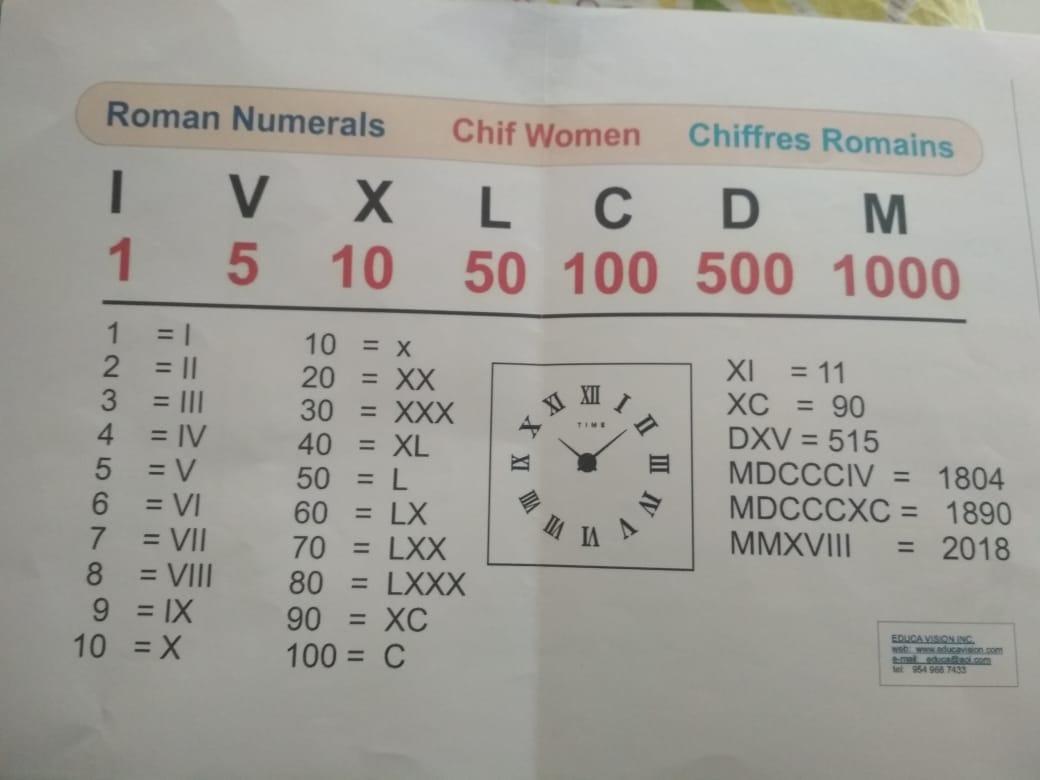 Roman Numerals Chif Women Chiffres Romains
I V X L C D M
1 5 10 50 100 500 1000
1 = I
2 = II
3 = III
4 = IV
5 = V
6 = VI
7 = VII
8 = VIII
9 = IX
10 = X
10 = x
20 = XX
30 = XXX
40 = XL
50 = L
60 = LX
70 = LXX
80 = LXXX
90 = XC
100 = C
XII
I
II
III
IV
V
VI
VII
VIII
IX
X
XI
TIME
XI = 11
XC = 90
DXV = 515
MDCCCIV = 1804
MDCCCXC = 1890
MMXVIII = 2018
EDUCA VISION INC.
web: www.educavision.com
e-mail: educa@aol.com
tel: 954 968 7433